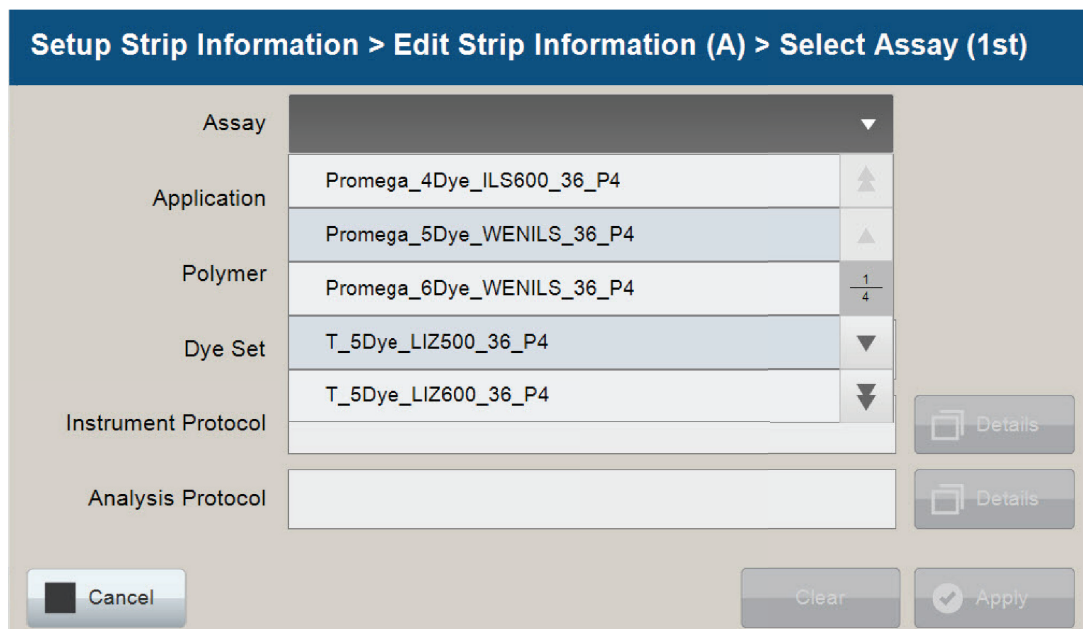 Setup Strip Information > Edit Strip Information (A) > Select Assay (1st)
Assay
Promega_4Dye_ILS600_36_P4
Application
Promega_5Dye_WENILS_36_P4
Polymer
Promega_6Dye_WENILS_36_P4
1
4
Dye Set
T_5Dye_LIZ500_36_P4
T_5Dye_LIZ600_36_P4
Instrument Protocol
Details
Analysis Protocol
Details
Cancel
Clear
Apply